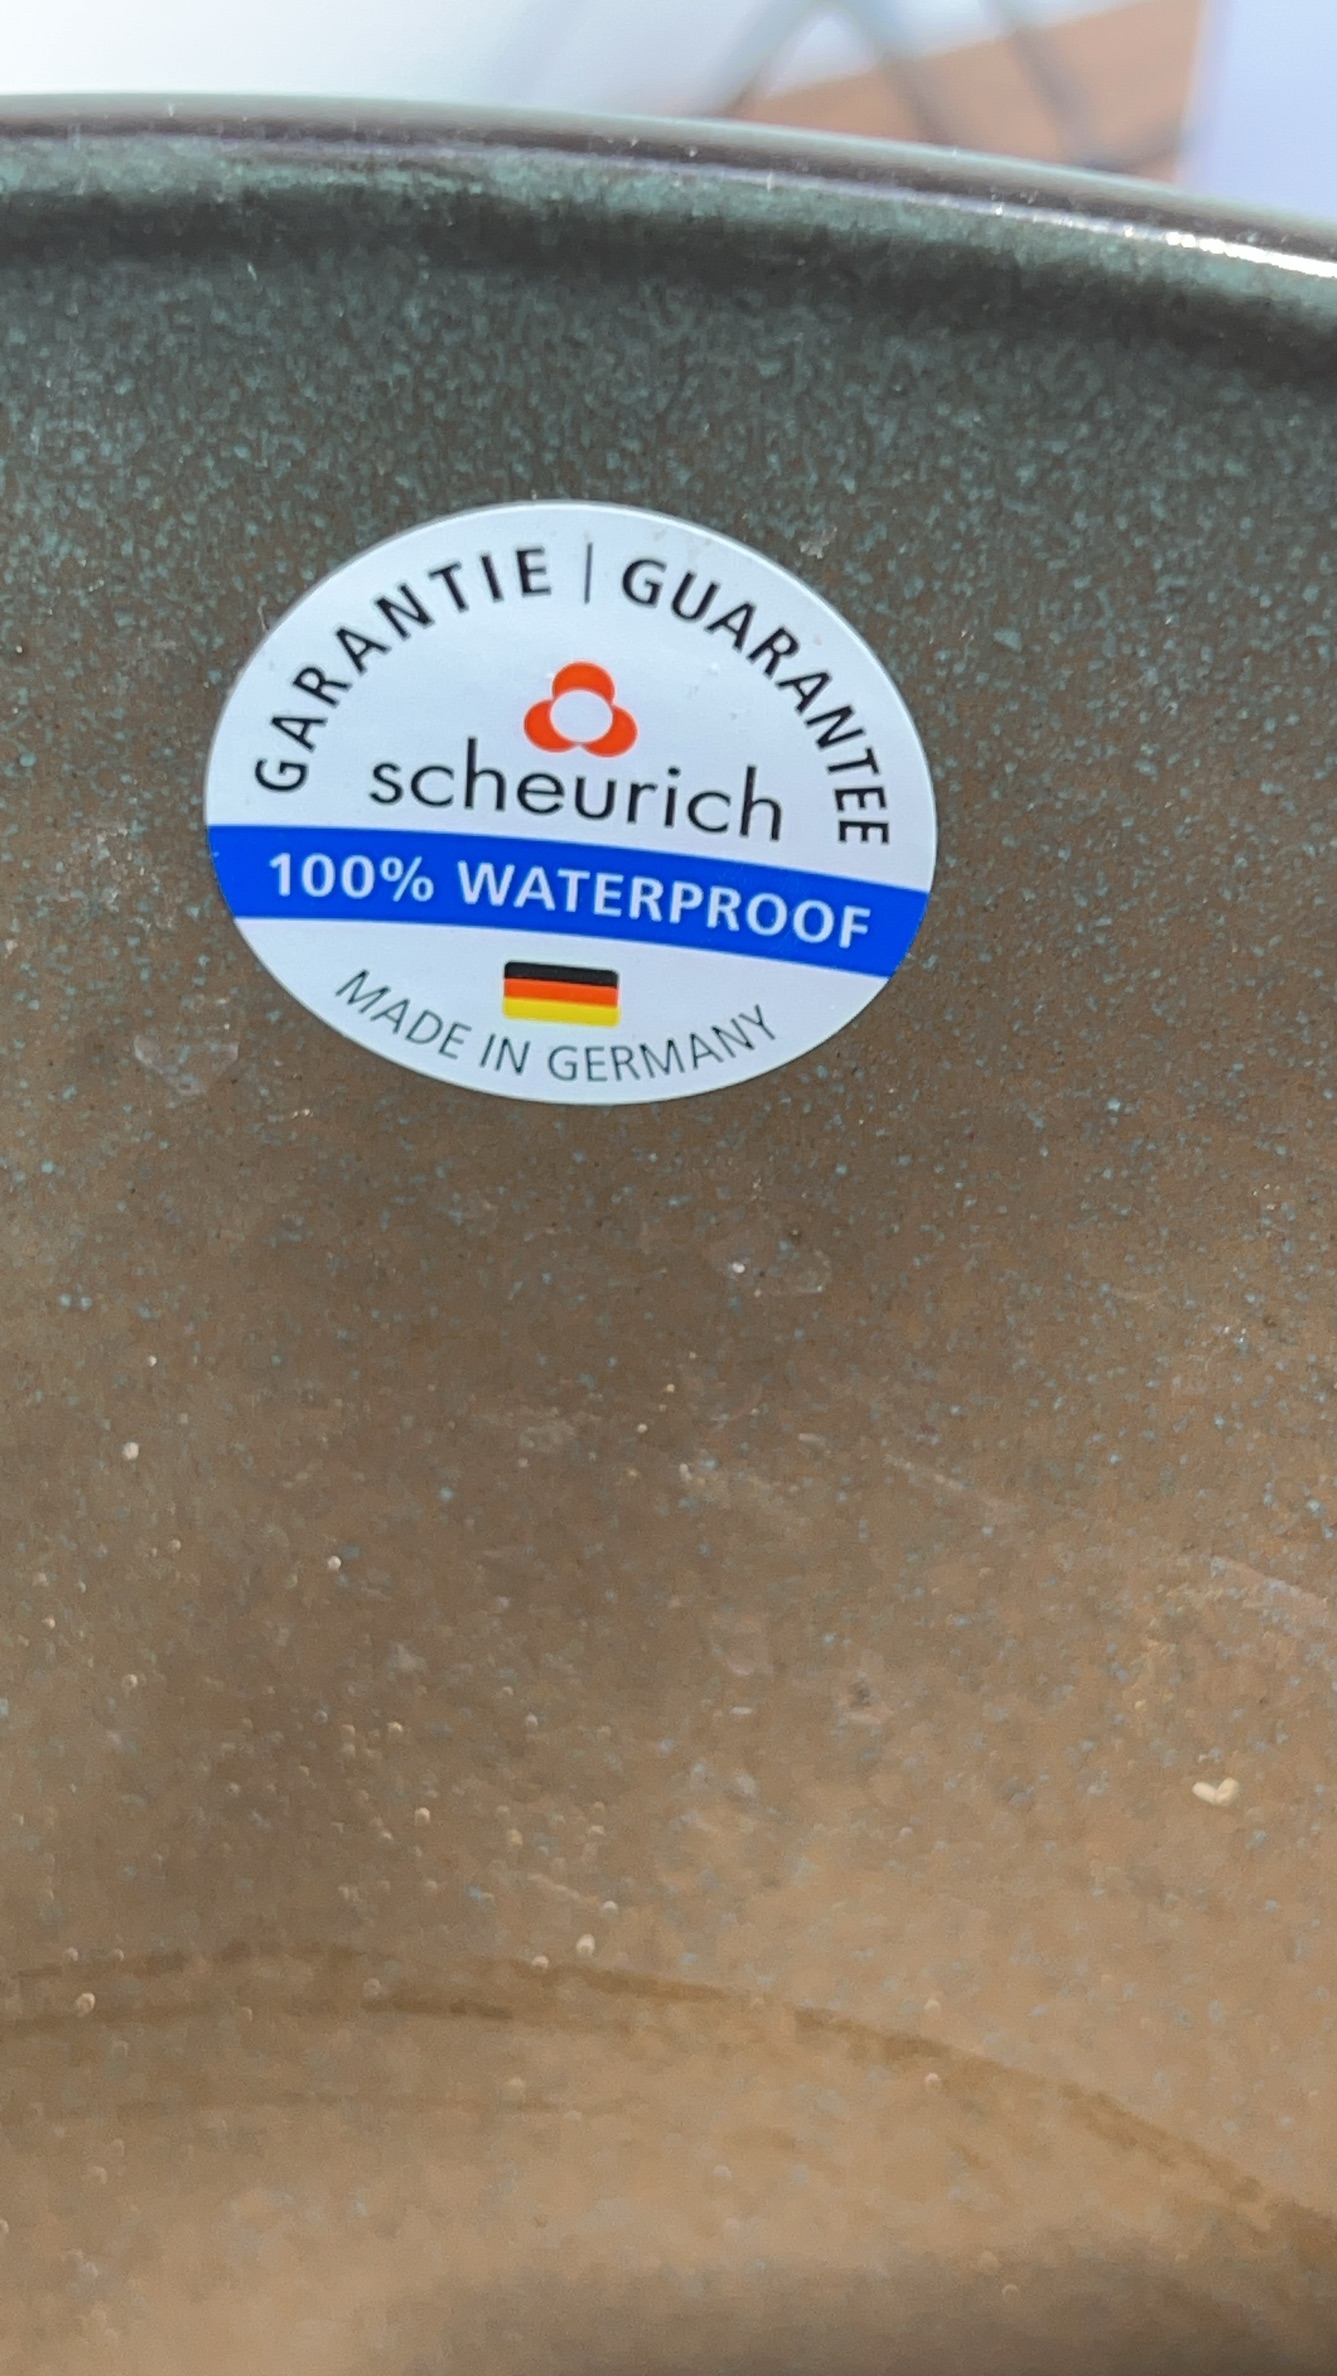 GARANTIE | GUARANTEE
scheurich
100% WATERPROOF
MADE IN GERMANY